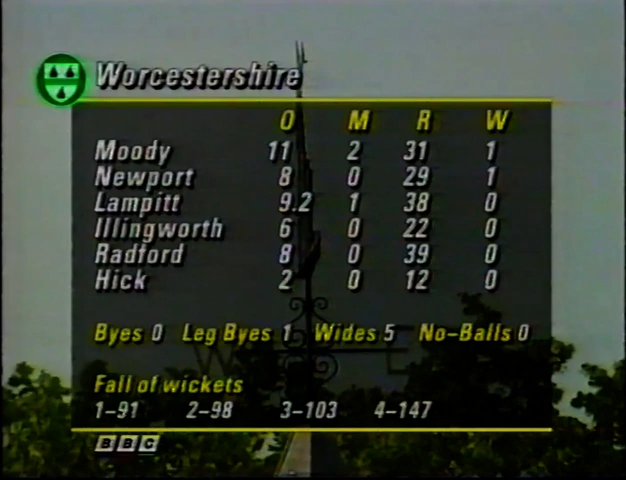 Worcestershire
O M R W
Moody 11 2 31 1
Newport 8 0 29 1
Lampitt 9.2 1 38 0
Illingworth 6 0 22 0
Radford 8 0 39 0
Hick 2 0 12 0
Byes 0 Leg Byes 1 Wides 5 No-Balls 0
W E
Fall of wickets
1-91 2-98 3-103 4-147
BBC